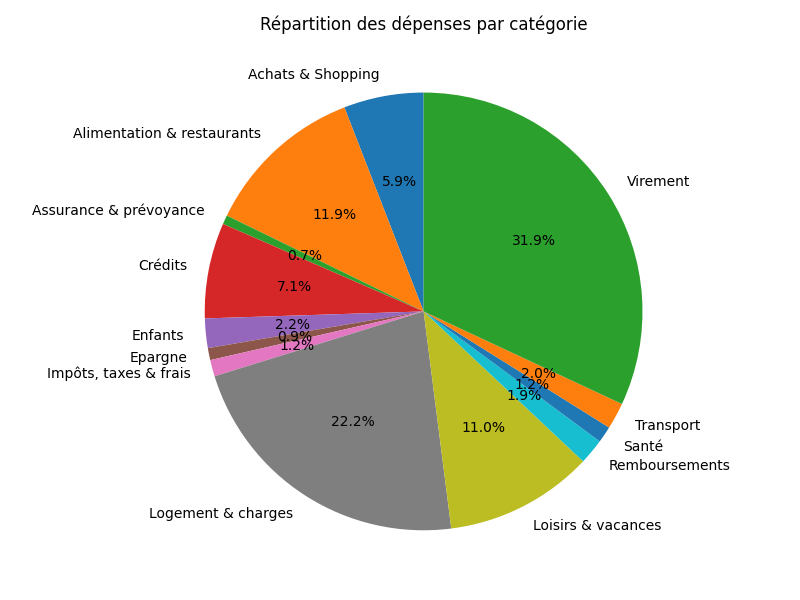 Répartition des dépenses par catégorie
Achats & Shopping
5.9%
Alimentation & restaurants
11.9%
Assurance & prévoyance
0.7%
Crédits
7.1%
Enfants
2.2%
Epargne
0.9%
Impôts, taxes & frais
1.2%
Logement & charges
22.2%
Loisirs & vacances
11.0%
Remboursements
1.9%
Santé
1.2%
Transport
2.0%
Virement
31.9%